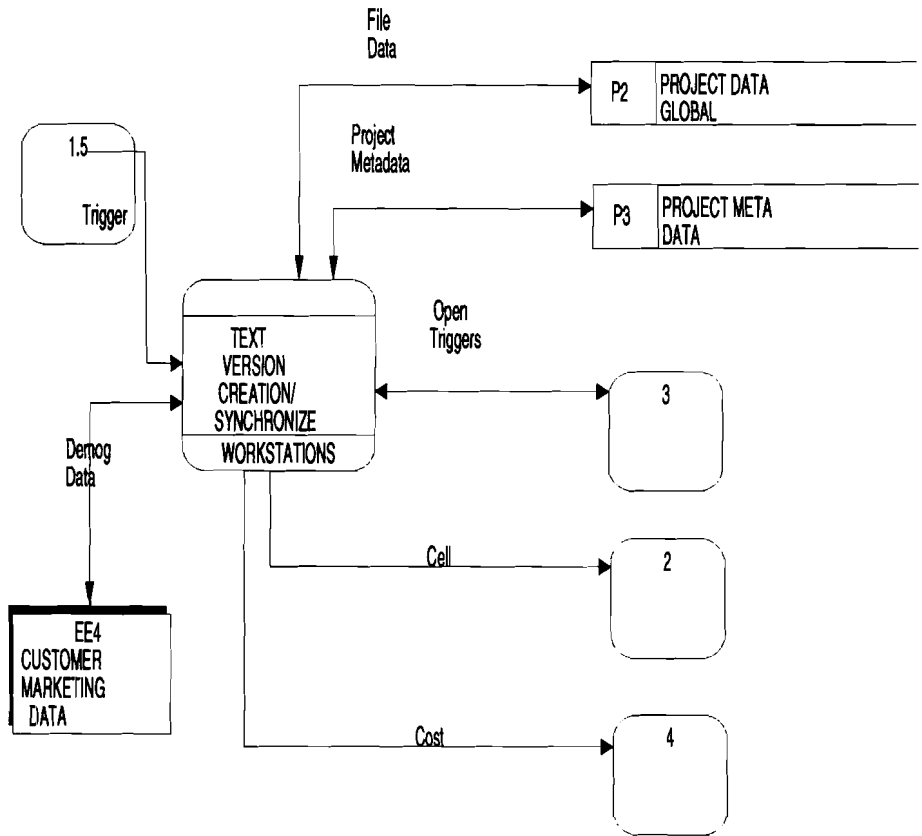 File
Data
P2
PROJECT DATA
GLOBAL
Project
Metadata
1.5
Trigger
P3
PROJECT META
DATA
Open
Triggers
TEXT
VERSION
CREATION/
SYNCHRONIZE
WORKSTATIONS
3
Demog
Data
Cell
2
EE4
CUSTOMER
MARKETING
DATA
Cost
4